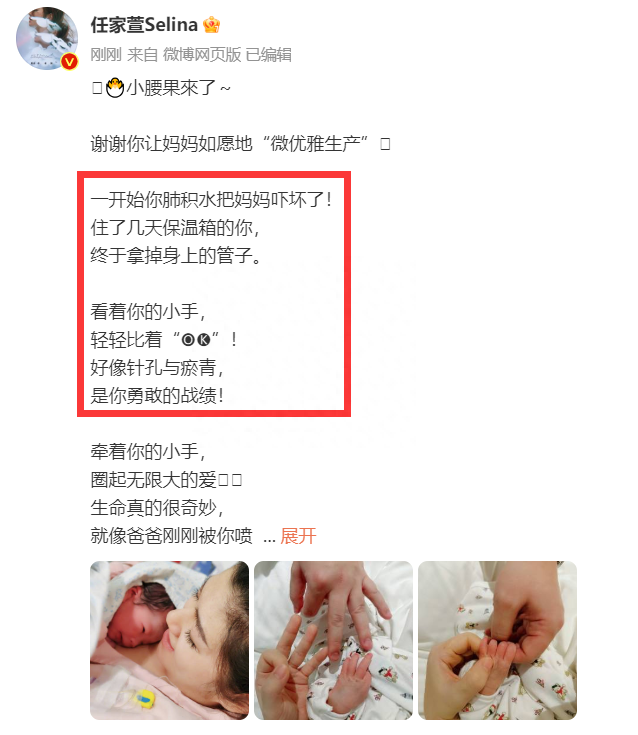 任家萱Selina
刚刚 来自 微博网页版 已编辑
小腰果來了~
谢谢你让妈妈如愿地“微优雅生产”
一开始你肺积水把妈妈吓坏了!
住了几天保温箱的你,
终于拿掉身上的管子。
看着你的小手,
轻轻比着“🅞🅚”!
好像针孔与瘀青,
是你勇敢的战绩!
牵着你的小手,
圈起无限大的爱
生命真的很奇妙,
就像爸爸刚刚被你喷 ... 展开